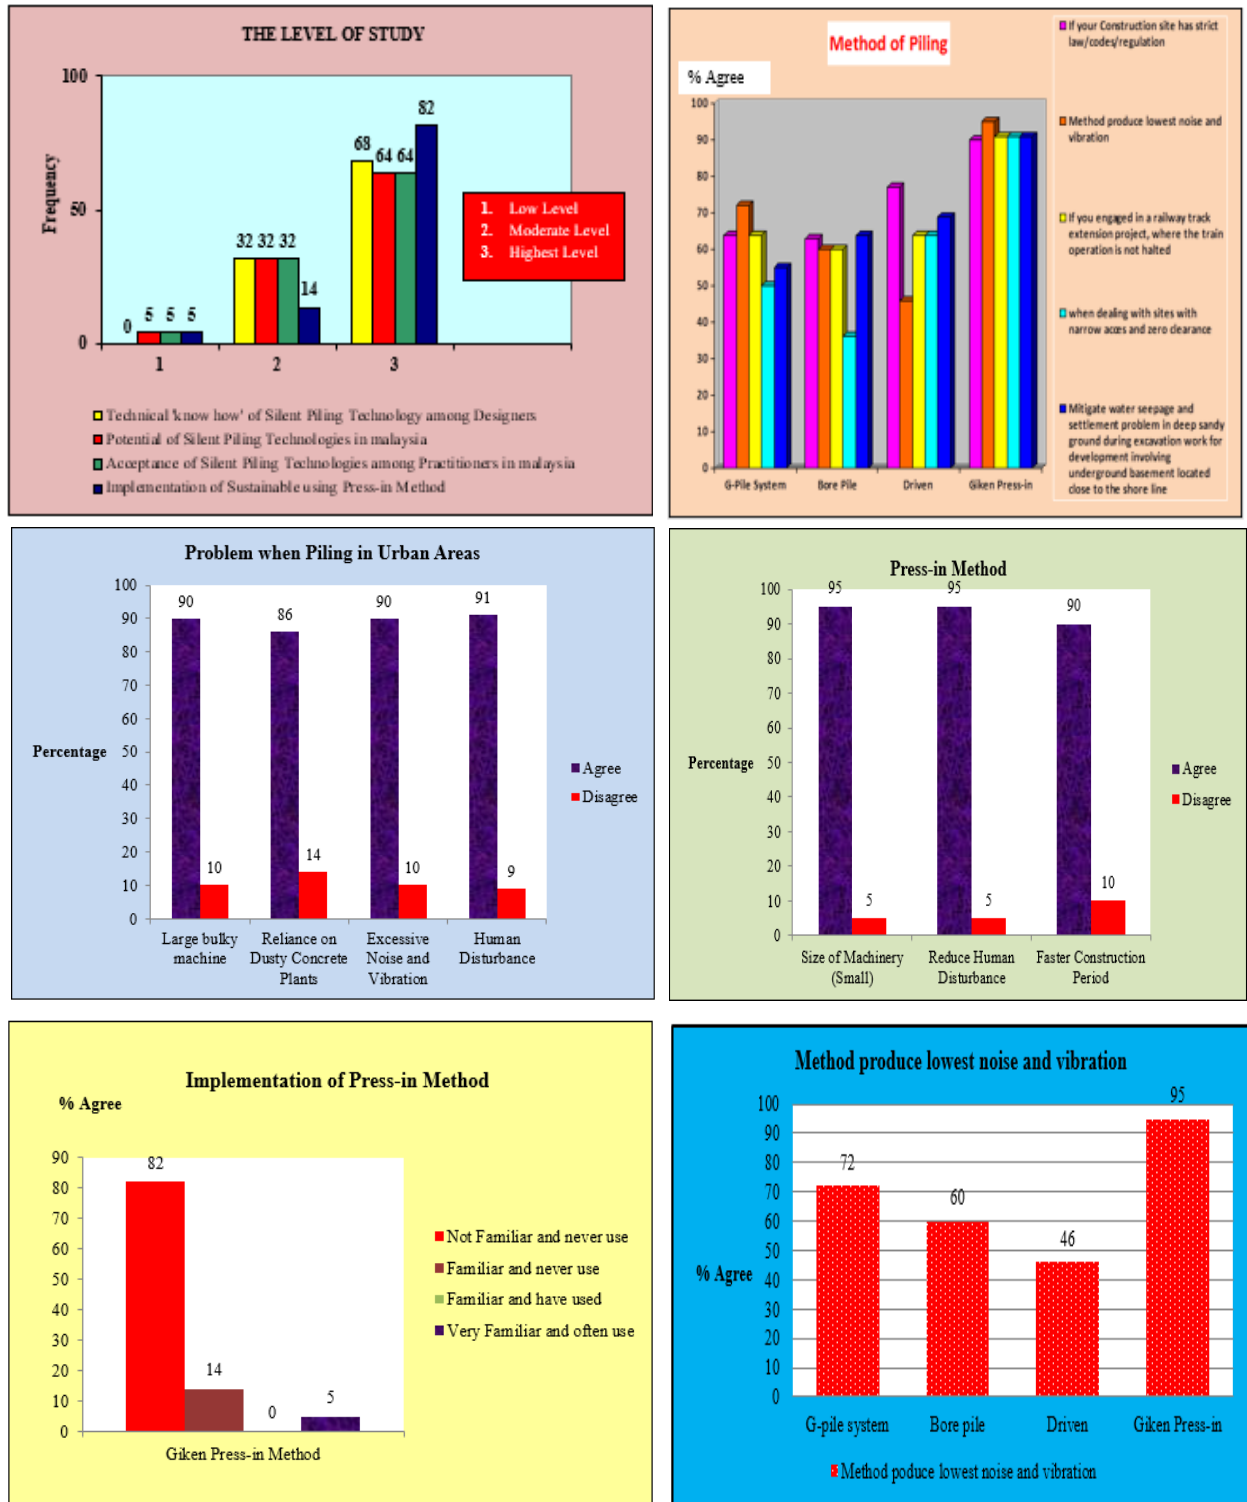 THE LEVEL OF STUDY
Frequency
100
50
0
0
5 5 5
32 32 32
14
68
64 64
82
1 2 3
1. Low Level
2. Moderate Level
3. Highest Level
Technical 'know how' of Silent Piling Technology among Designers
Potential of Silent Piling Technologies in malaysia
Acceptance of Silent Piling Technologies among Practitioners in malaysia
Implementation of Sustainable using Press-in Method
Method of Piling
% Agree
100
90
80
70
60
50
40
30
20
10
0
G-Pile System Bore Pile Driven Giken Press-in
If your Construction site has strict
law/codes/regulation
Method produce lowest noise and
vibration
If you engaged in a railway track
extension project, where the train
operation is not halted
when dealing with sites with
narrow acces and zero clearance
Mitigate water seepage and
settlement problem in deep sandy
ground during excavation work for
development involving
underground basement located
close to the shore line
Problem when Piling in Urban Areas
Percentage
100
90
80
70
60
50
40
30
20
10
0
90 10
86 14
90 10
91 9
Large bulky
machine
Reliance on
Dusty Concrete
Plants
Excessive
Noise and
Vibration
Human
Disturbance
Agree
Disagree
Press-in Method
Percentage
100
90
80
70
60
50
40
30
20
10
0
95 5
95 5
90 10
Size of Machinery
(Small)
Reduce Human
Disturbance
Faster Construction
Period
Agree
Disagree
Implementation of Press-in Method
% Agree
90
80
70
60
50
40
30
20
10
0
82
14
0
5
Giken Press-in Method
Not Familiar and never use
Familiar and never use
Familiar and have used
Very Familiar and often use
Method produce lowest noise and vibration
% Agree
100
90
80
70
60
50
40
30
20
10
0
72
60
46
95
G-pile system Bore pile Driven Giken Press-in
Method poduce lowest noise and vibration